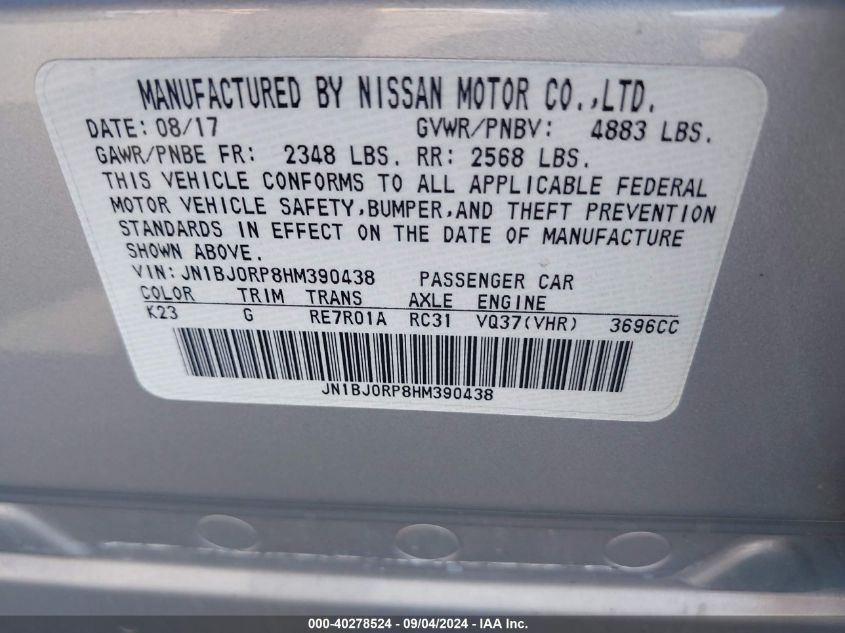 MANUFACTURED BY NISSAN MOTOR CO.,LTD.
DATE: 08/17 GVWR/PNBV: 4883 LBS.
GAWR/PNBE FR: 2348 LBS. RR: 2568 LBS.
THIS VEHICLE CONFORMS TO ALL APPLICABLE FEDERAL
MOTOR VEHICLE SAFETY,BUMPER,AND THEFT PREVENTION
STANDARDS IN EFFECT ON THE DATE OF MANUFACTURE
SHOWN ABOVE.
VIN: JN1BJ0RP8HM390438 PASSENGER CAR
COLOR TRIM TRANS AXLE ENGINE
K23 G RE7R01A RC31 VQ37(VHR) 3696CC
JN1BJ0RP8HM390438
000-40278524 - 09/04/2024 - IAA Inc.